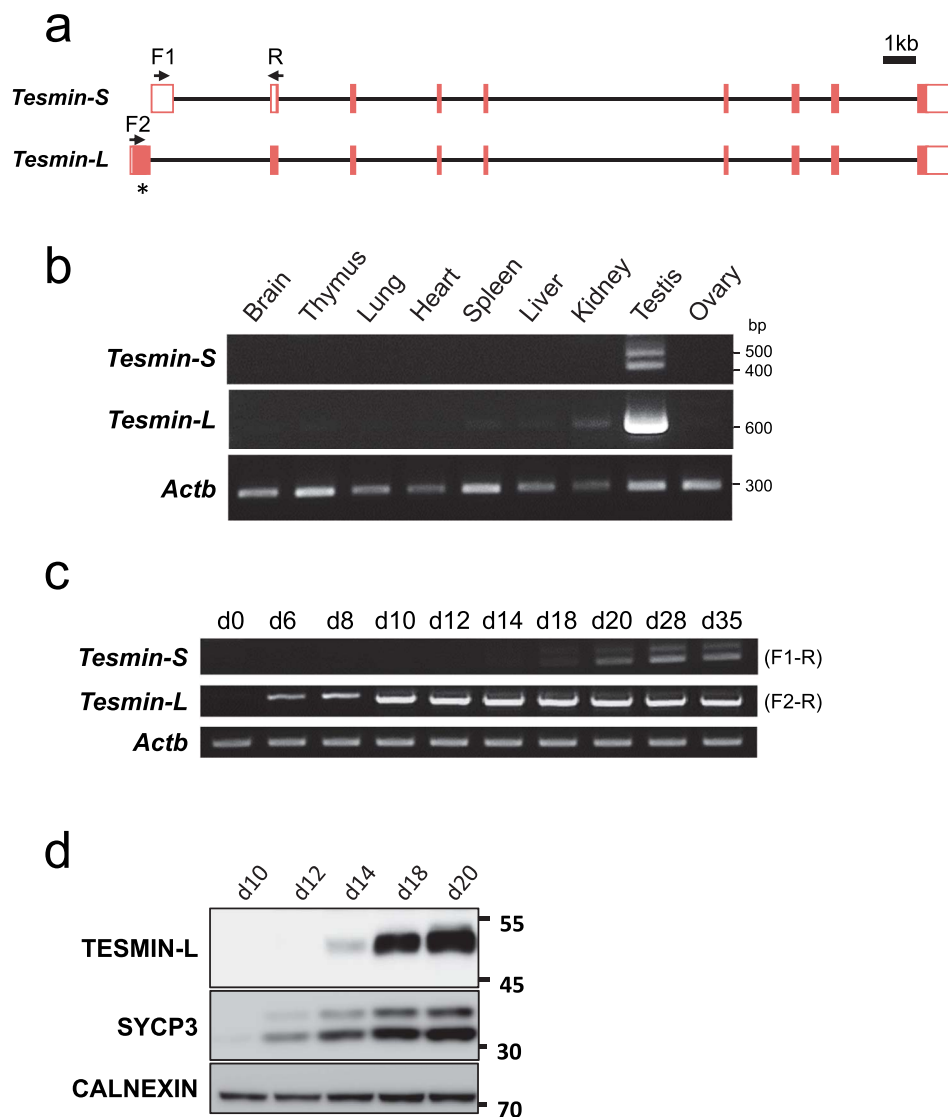 a
F1 R 1kb
Tesmin-S
F2
Tesmin-L
*
b
Brain Thymus Lung Heart Spleen Liver Kidney Testis Ovary
bp
Tesmin-S 500
400
Tesmin-L 600
Actb 300
c
d0 d6 d8 d10 d12 d14 d18 d20 d28 d35
Tesmin-S (F1-R)
Tesmin-L (F2-R)
Actb
d
d10 d12 d14 d18 d20
55
TESMIN-L
45
SYCP3
30
CALNEXIN
70